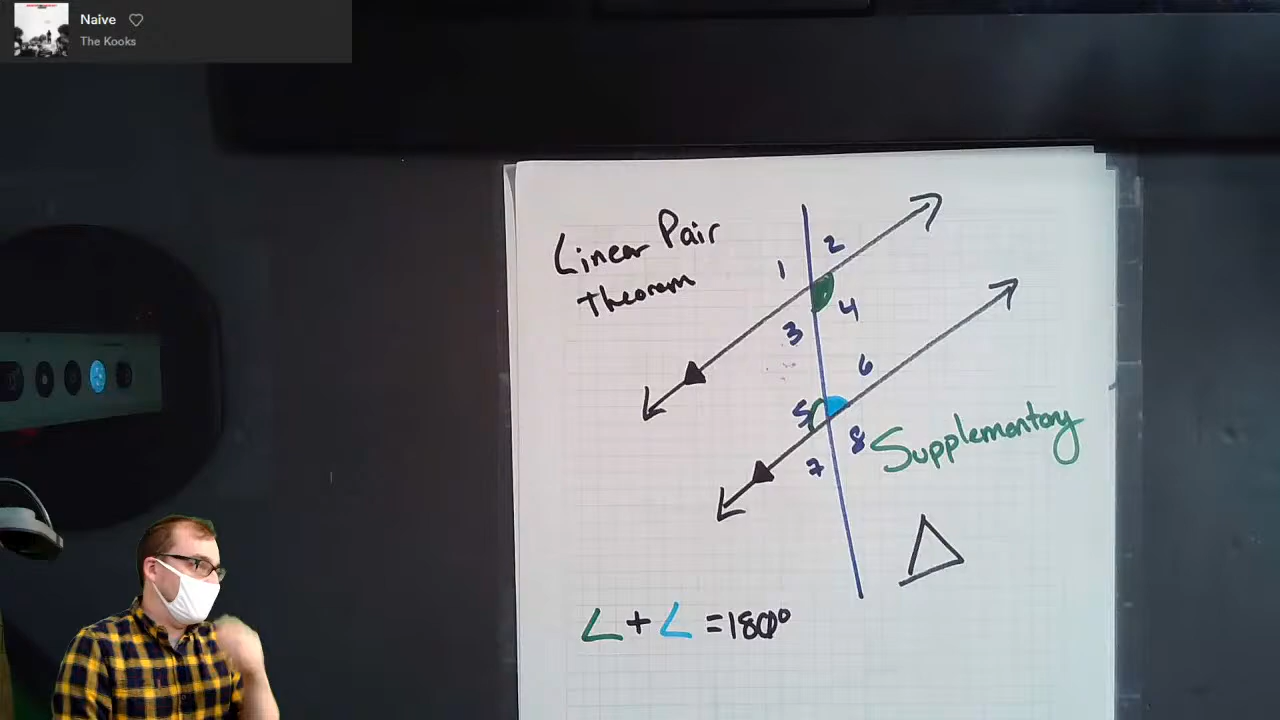 Naive
The Kooks
Linear Pair
Theorem
1
2
3
4
5
6
7
8
Supplementary
∠ + ∠ = 180°